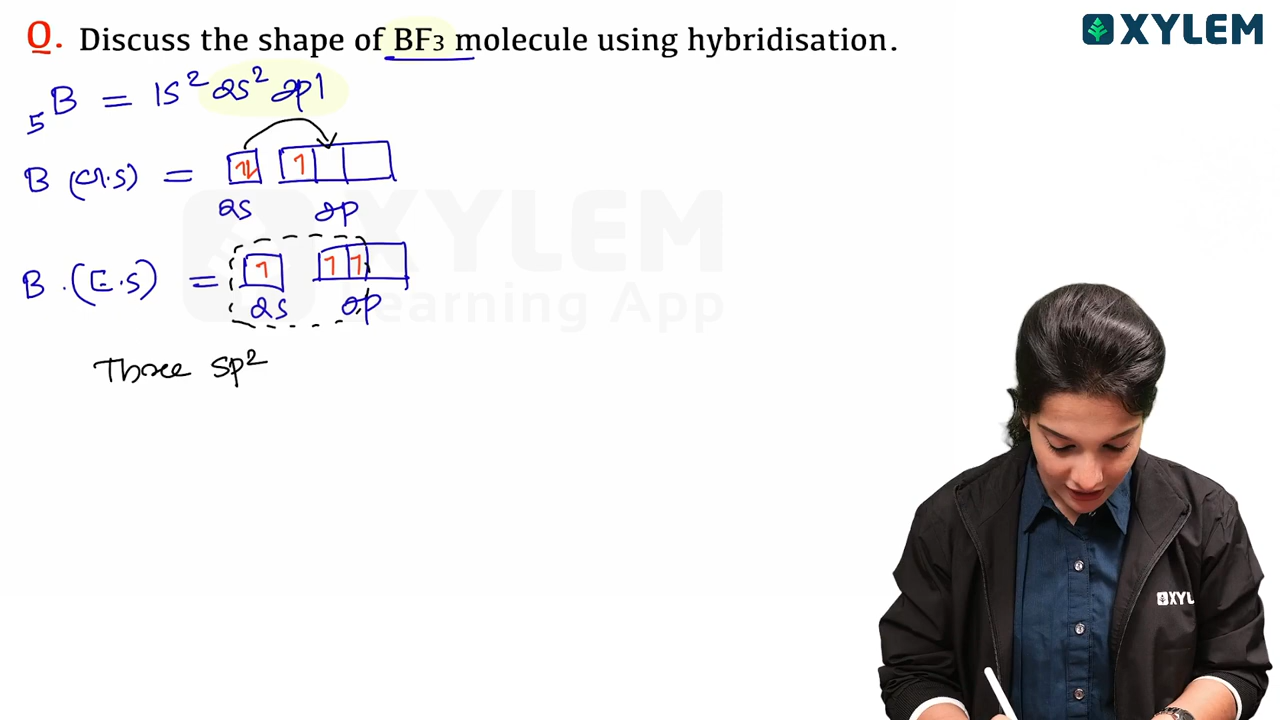 Q. Discuss the shape of BF₃ molecule using hybridisation.
XYLEM
₅B = 1s² 2s² 2p1
B (G.S) = 1↿⇂ 1
2s 2p
B. (E.S) = 1 1 1
2s 2p
Three sp²
XYLEM
Learning App
XYL